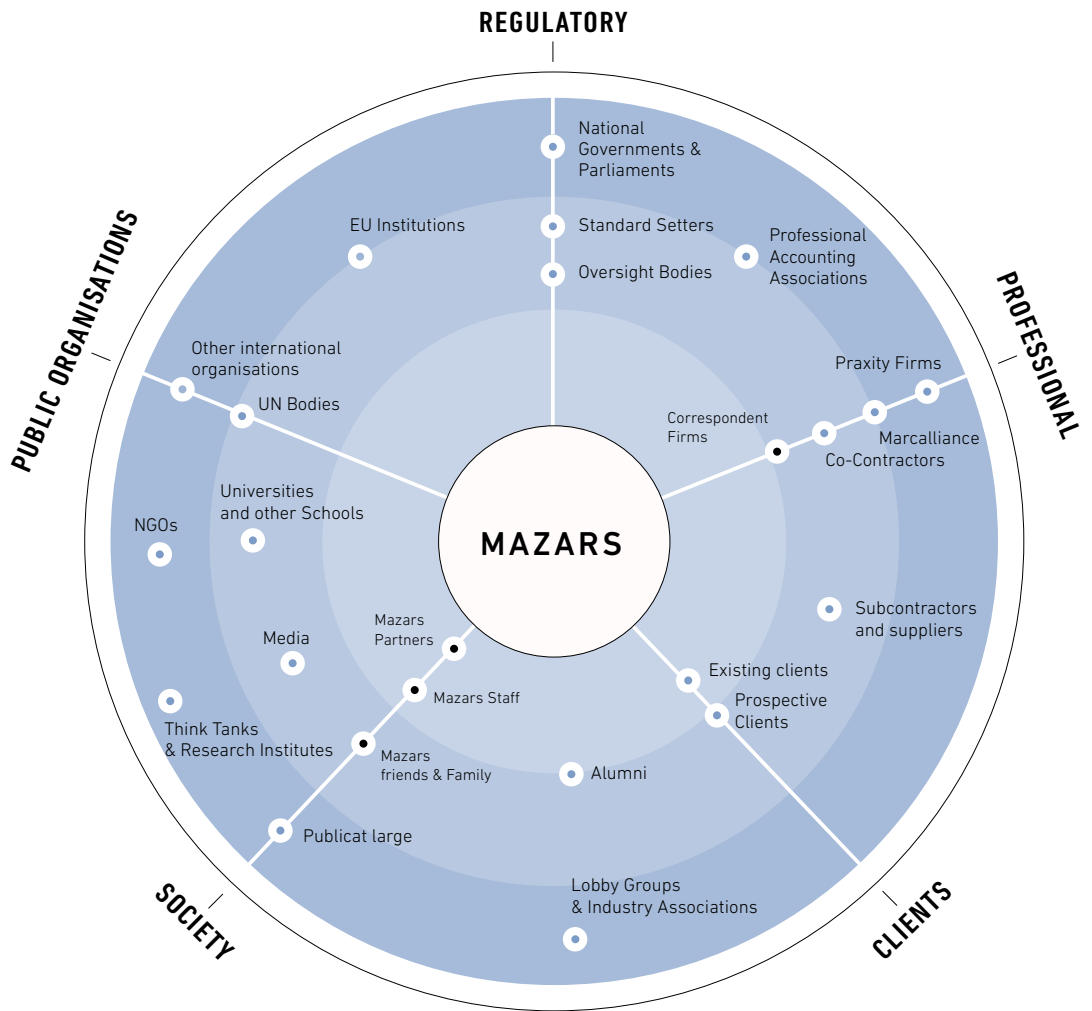 REGULATORY
National
Governments &
Parliaments
EU Institutions
Standard Setters
Professional
Accounting
Associations
Oversight Bodies
PUBLIC ORGANISATIONS
PROFESSIONAL
Other international
organisations
UN Bodies
Praxity Firms
Correspondent
Firms
Marcalliance
Co-Contractors
Universities
and other Schools
NGOs
MAZARS
Subcontractors
and suppliers
Mazars
Partners
Media
Existing clients
Mazars Staff
Prospective
Clients
Think Tanks
& Research Institutes
Mazars
friends & Family
Alumni
Publicat large
Lobby Groups
& Industry Associations
SOCIETY
CLIENTS